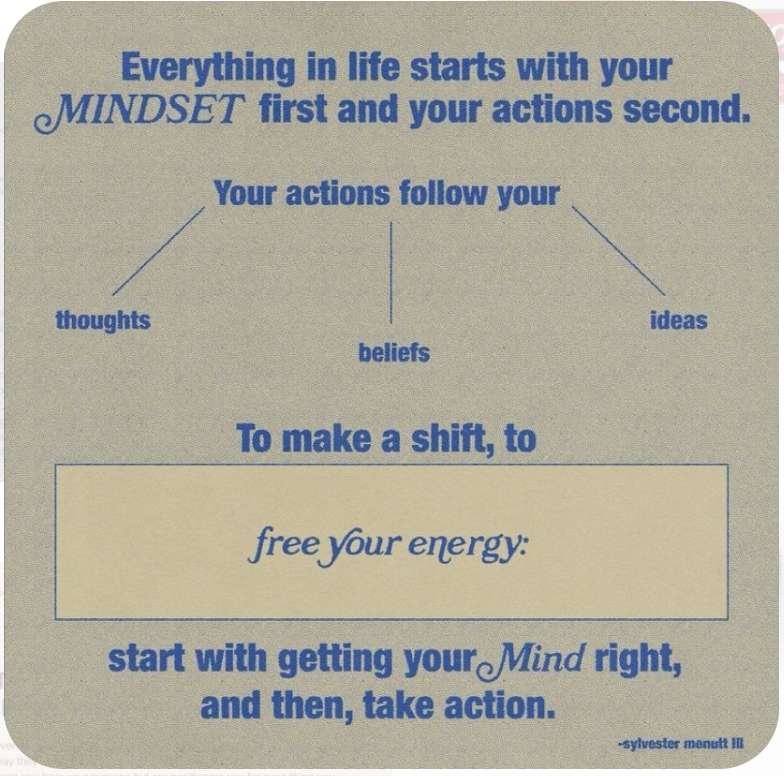 Everything in life starts with your
MINDSET first and your actions second.
Your actions follow your
thoughts
beliefs
ideas
To make a shift, to
free your energy:
start with getting your Mind right,
and then, take action.
-sylvester mcnutt III